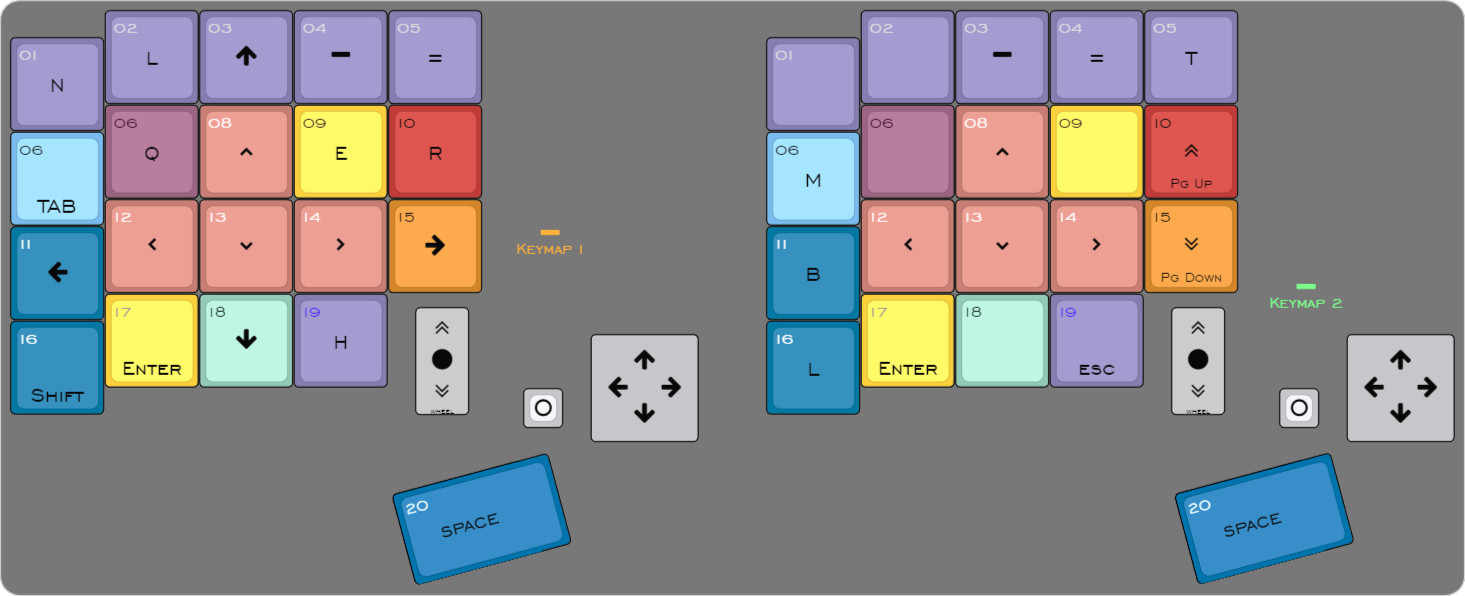 01
N
02
L
03
↑
04
-
05
=
06
TAB
06
Q
08
^
09
E
10
R
11
←
12
<
13
⌄
14
>
15
→
16
Shift
17
Enter
18
↓
19
H
WHEEL
20
SPACE
Keymap 1
01
02
03
-
04
=
05
T
06
M
06
08
^
09
10
Pg Up
11
B
12
<
13
⌄
14
>
15
Pg Down
16
L
17
Enter
18
19
ESC
WHEEL
20
SPACE
Keymap 2